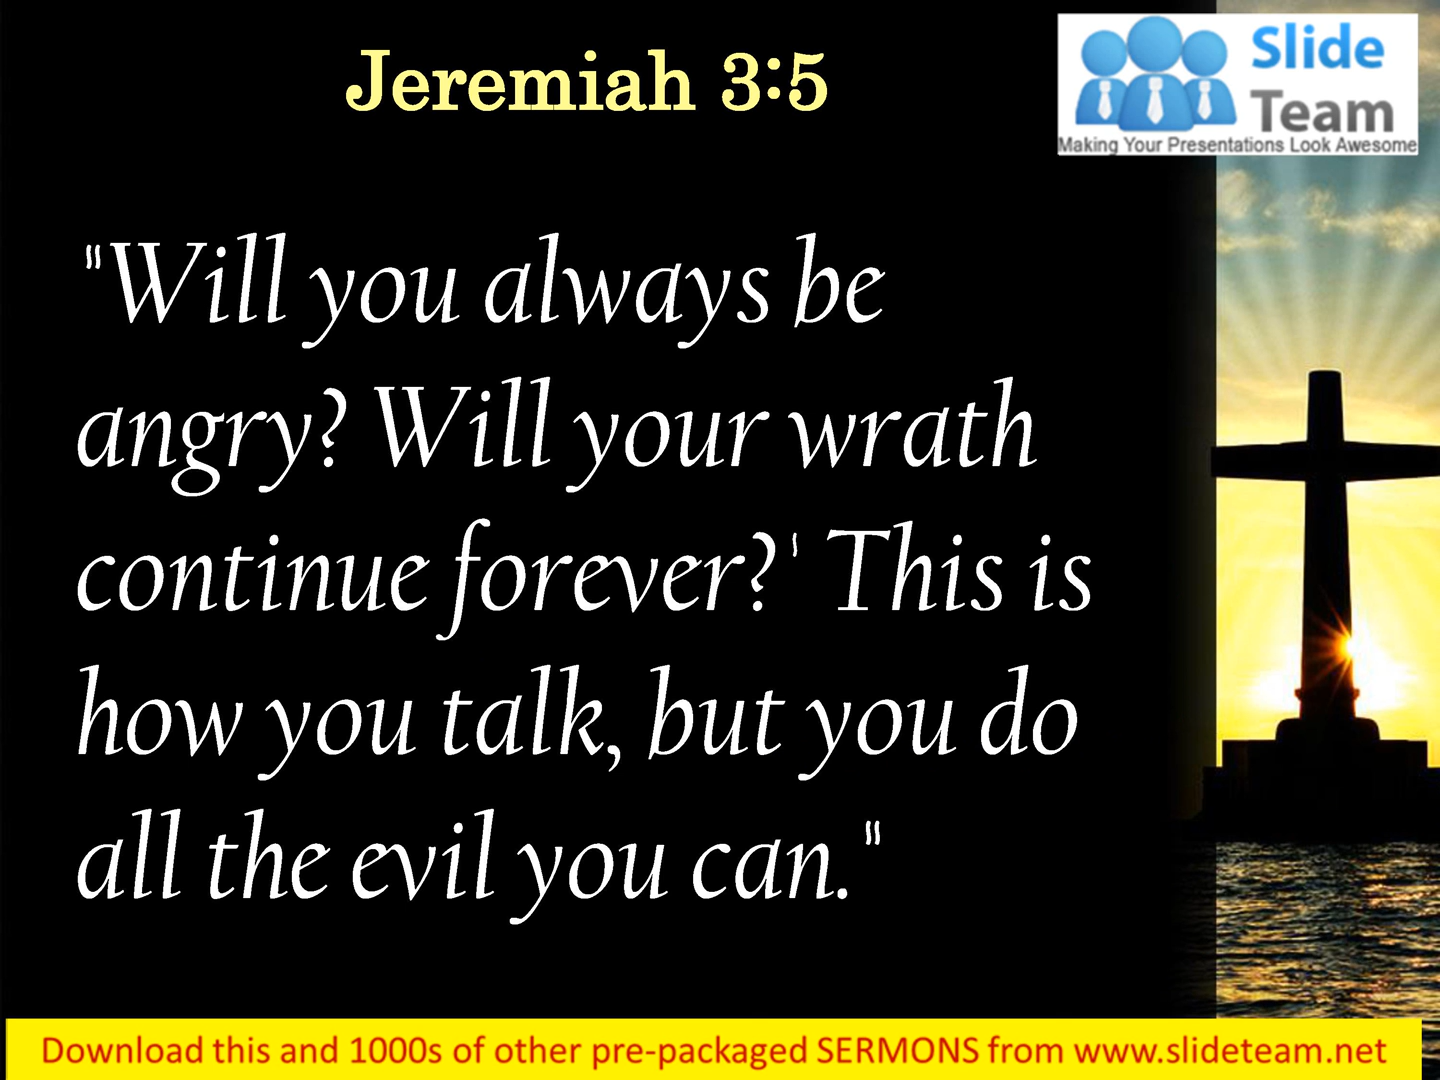 Jeremiah 3:5
Slide
Team
Making Your Presentations Look Awesome
"Will you always be
angry? Will your wrath
continue forever?' This is
how you talk, but you do
all the evil you can."
Download this and 1000s of other pre-packaged SERMONS from www.slideteam.net